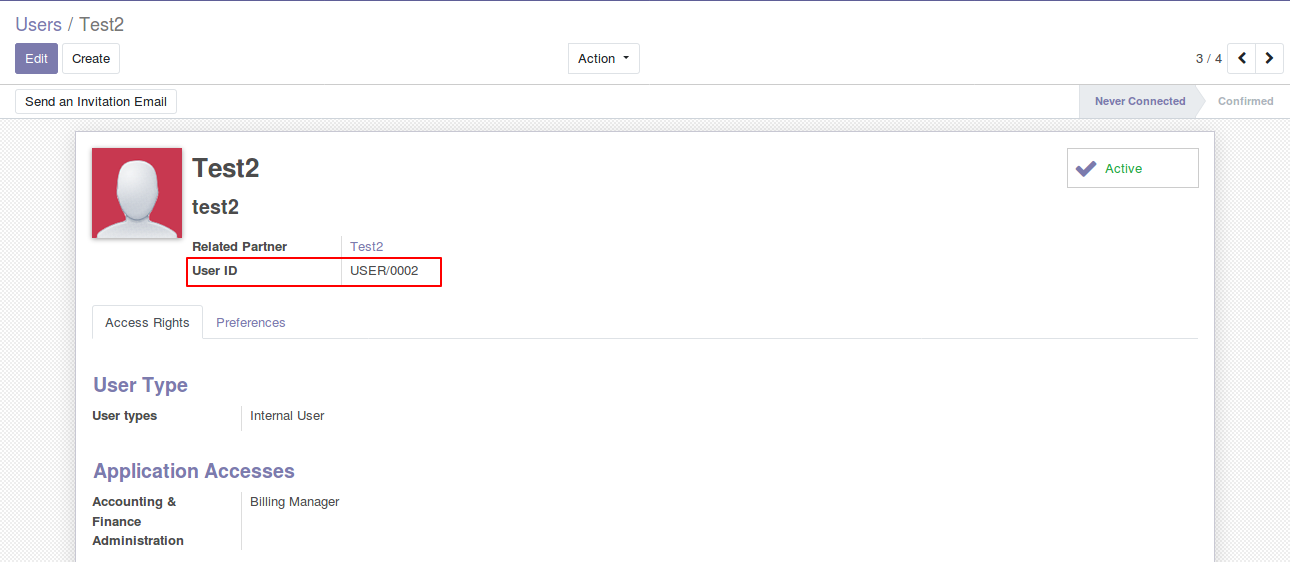 Users / Test2
Edit Create Action 3 / 4
Send an Invitation Email Never Connected Confirmed
Test2 Active
test2
Related Partner Test2
User ID USER/0002
Access Rights Preferences
User Type
User types Internal User
Application Accesses
Accounting & Billing Manager
Finance
Administration